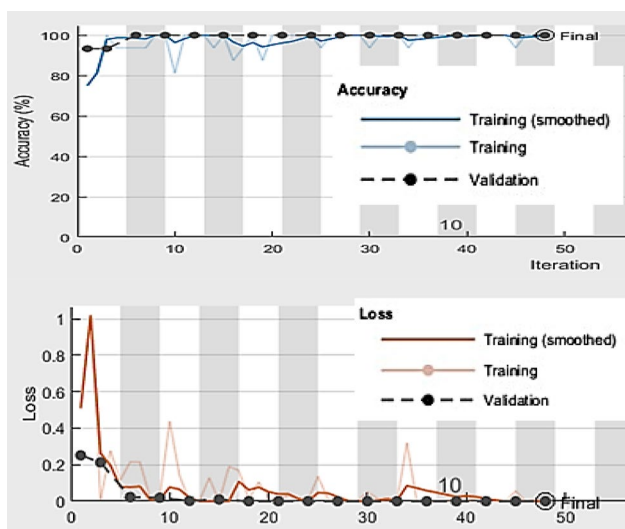 100
80
60
40
20
0
Accuracy (%)
Final
Accuracy
Training (smoothed)
Training
Validation
10
0 10 20 30 40 50
Iteration
1
0.8
0.6
0.4
0.2
0
Loss
Loss
Training (smoothed)
Training
Validation
10
Final
0 10 20 30 40 50